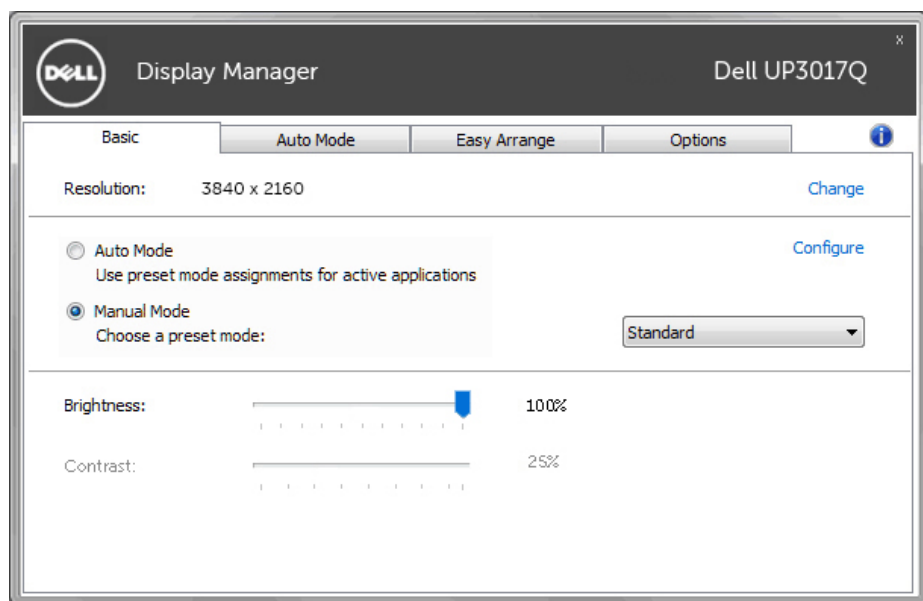 x
DELL Display Manager Dell UP3017Q
Basic Auto Mode Easy Arrange Options i
Resolution: 3840 x 2160 Change
Auto Mode Configure
Use preset mode assignments for active applications
Manual Mode
Choose a preset mode: Standard
Brightness: 100%
Contrast: 25%